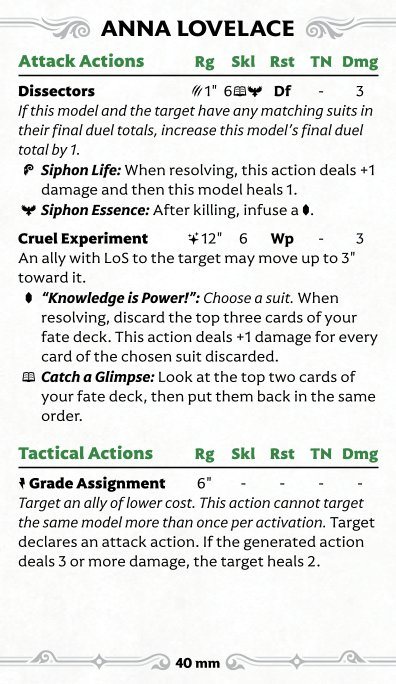 ANNA LOVELACE
Attack Actions Rg Skl Rst TN Dmg
Dissectors 1" 6 Df - 3
If this model and the target have any matching suits in
their final duel totals, increase this model's final duel
total by 1.
Siphon Life: When resolving, this action deals +1
damage and then this model heals 1.
Siphon Essence: After killing, infuse a .
Cruel Experiment 12" 6 Wp - 3
An ally with LoS to the target may move up to 3"
toward it.
“Knowledge is Power!”: Choose a suit. When
resolving, discard the top three cards of your
fate deck. This action deals +1 damage for every
card of the chosen suit discarded.
Catch a Glimpse: Look at the top two cards of
your fate deck, then put them back in the same
order.
Tactical Actions Rg Skl Rst TN Dmg
Grade Assignment 6" - - - -
Target an ally of lower cost. This action cannot target
the same model more than once per activation. Target
declares an attack action. If the generated action
deals 3 or more damage, the target heals 2.
40 mm